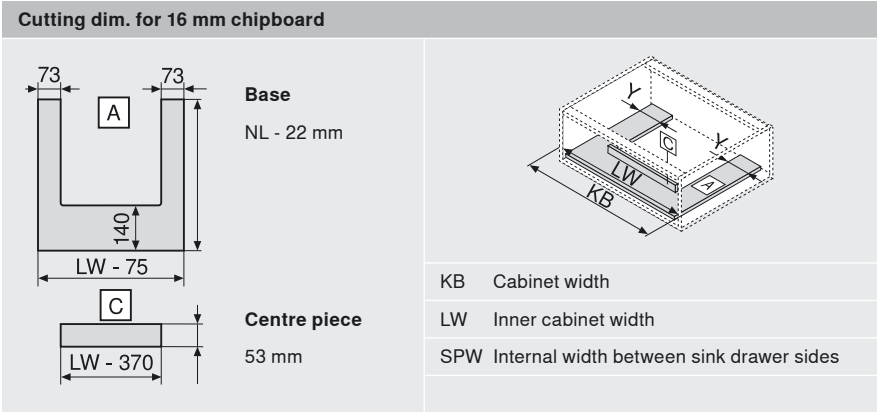 Cutting dim. for 16 mm chipboard
73
73
A
Base
NL - 22 mm
140
LW - 75
C
Centre piece
53 mm
LW - 370
Y
C
Y
LW
A
KB
KB Cabinet width
LW Inner cabinet width
SPW Internal width between sink drawer sides